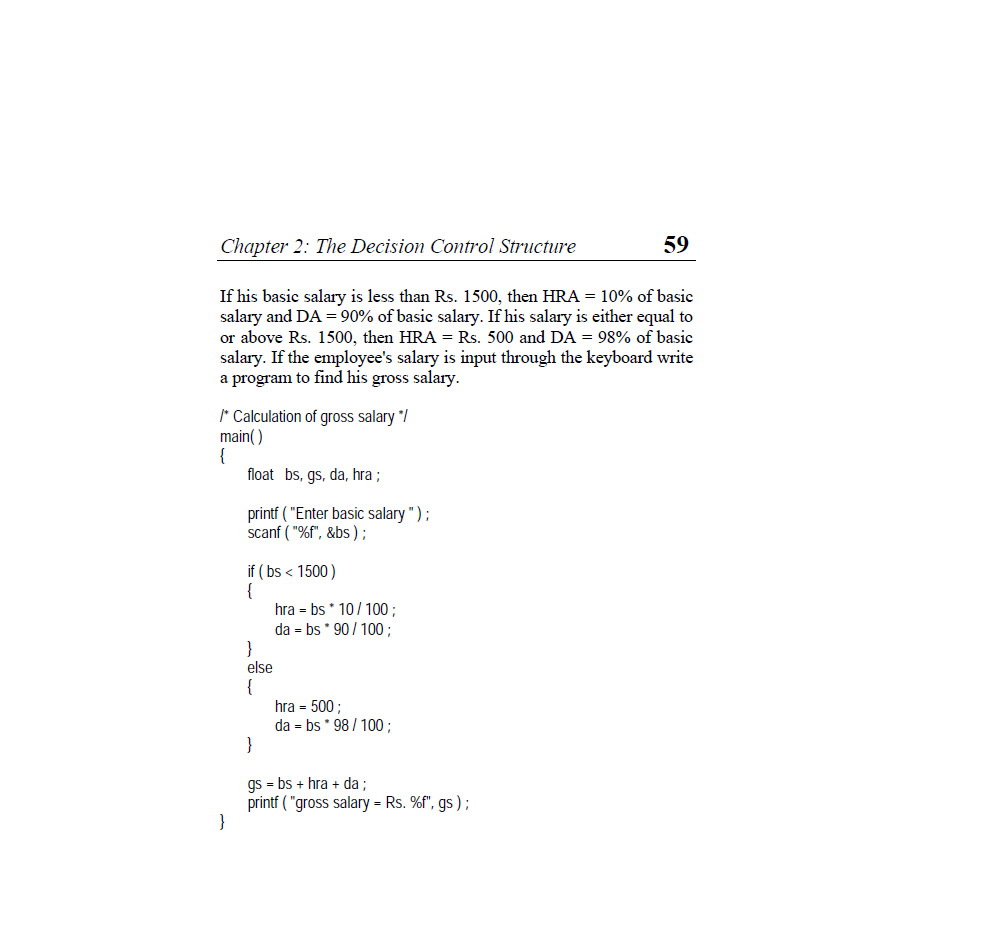 Chapter 2: The Decision Control Structure 59
If his basic salary is less than Rs. 1500, then HRA = 10% of basic
salary and DA = 90% of basic salary. If his salary is either equal to
or above Rs. 1500, then HRA = Rs. 500 and DA = 98% of basic
salary. If the employee's salary is input through the keyboard write
a program to find his gross salary.
/* Calculation of gross salary */
main( )
{
float bs, gs, da, hra ;
printf ( "Enter basic salary " ) ;
scanf ( "%f", &bs ) ;
if ( bs < 1500 )
{
hra = bs * 10 / 100 ;
da = bs * 90 / 100 ;
}
else
{
hra = 500 ;
da = bs * 98 / 100 ;
}
gs = bs + hra + da ;
printf ( "gross salary = Rs. %f", gs ) ;
}